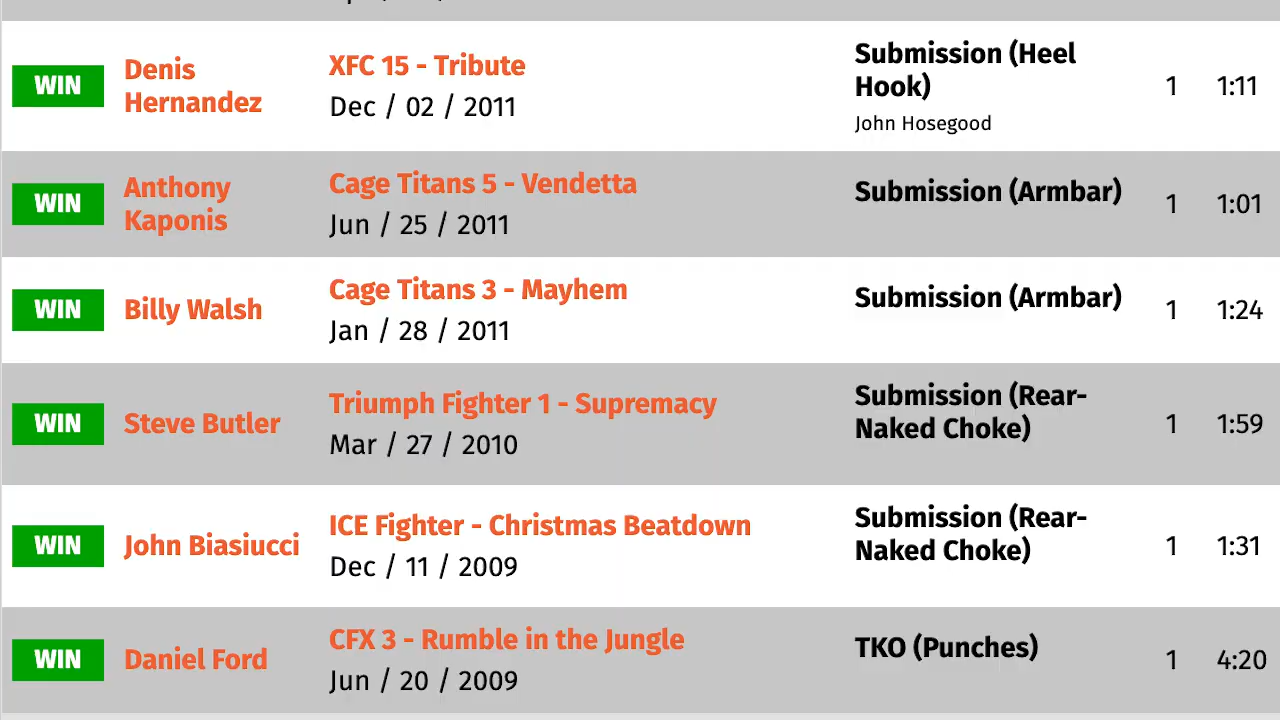 WIN
Denis
Hernandez
XFC 15 - Tribute
Dec / 02 / 2011
Submission (Heel
Hook)
John Hosegood
1
1:11
WIN
Anthony
Kaponis
Cage Titans 5 - Vendetta
Jun / 25 / 2011
Submission (Armbar)
1
1:01
WIN
Billy Walsh
Cage Titans 3 - Mayhem
Jan / 28 / 2011
Submission (Armbar)
1
1:24
WIN
Steve Butler
Triumph Fighter 1 - Supremacy
Mar / 27 / 2010
Submission (Rear-
Naked Choke)
1
1:59
WIN
John Biasiucci
ICE Fighter - Christmas Beatdown
Dec / 11 / 2009
Submission (Rear-
Naked Choke)
1
1:31
WIN
Daniel Ford
CFX 3 - Rumble in the Jungle
Jun / 20 / 2009
TKO (Punches)
1
4:20